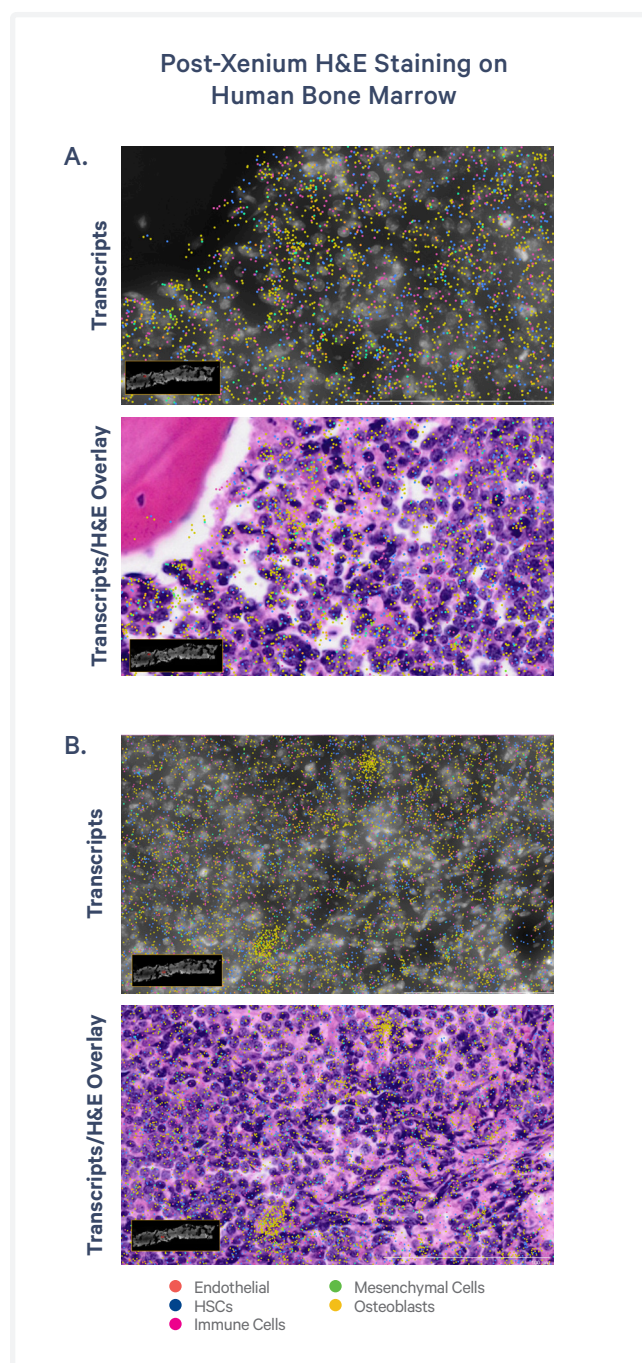 Post-Xenium H&E Staining on
Human Bone Marrow
A.
Transcripts
Transcripts/H&E Overlay
B.
Transcripts
Transcripts/H&E Overlay
Endothelial
HSCs
Immune Cells
Mesenchymal Cells
Osteoblasts